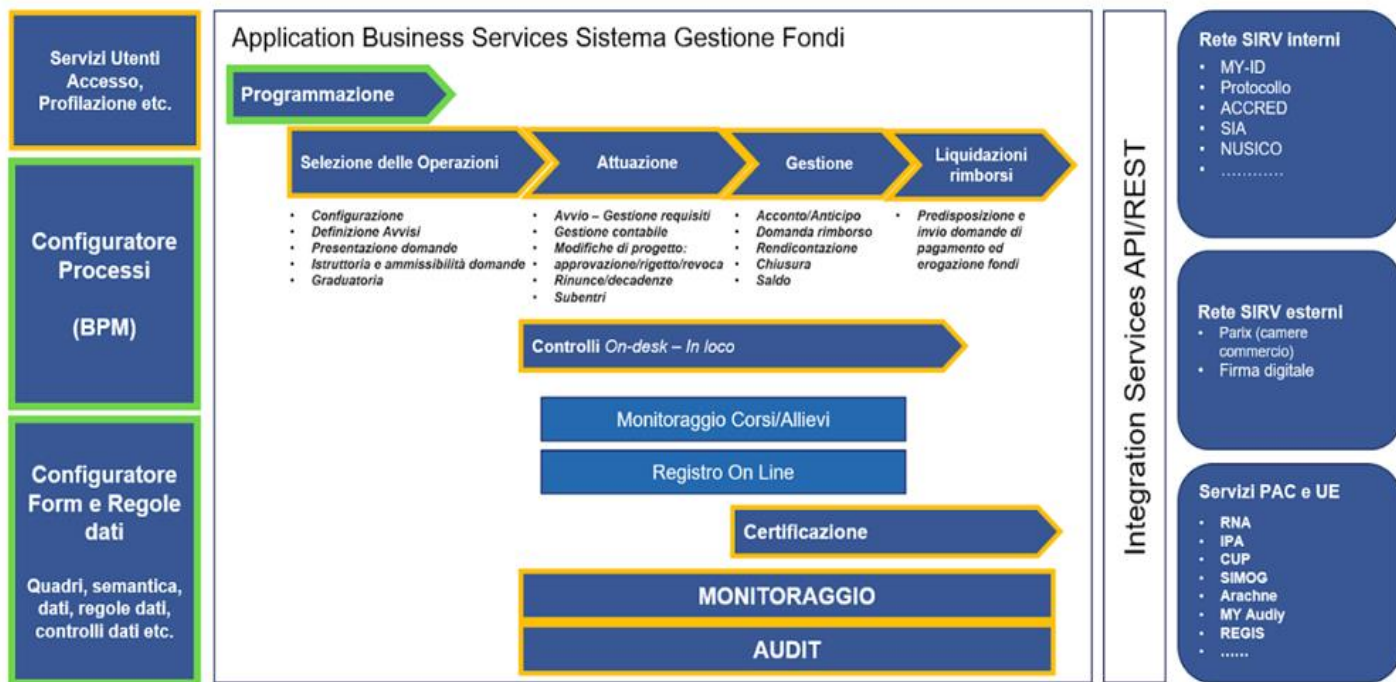 Servizi Utenti
Accesso,
Profilazione etc.
Configuratore
Processi
(BPM)
Configuratore
Form e Regole
dati
Quadri, semantica,
dati, regole dati,
controlli dati etc.
Application Business Services Sistema Gestione Fondi
Programmazione
Selezione delle Operazioni
• Configurazione
• Definizione Avvisi
• Presentazione domande
• Istruttoria e ammissibilità domande
• Graduatoria
Attuazione
• Avvio – Gestione requisiti
• Gestione contabile
• Modifiche di progetto:
• approvazione/rigetto/revoca
• Rinunce/decadenze
• Subentri
Gestione
• Acconto/Anticipo
• Domanda rimborso
• Rendicontazione
• Chiusura
• Saldo
Liquidazioni
rimborsi
• Predisposizione e
invio domande di
pagamento ed
erogazione fondi
Controlli On-desk – In loco
Monitoraggio Corsi/Allievi
Registro On Line
Certificazione
MONITORAGGIO
AUDIT
Integration Services API/REST
Rete SIRV interni
• MY-ID
• Protocollo
• ACCRED
• SIA
• NUSICO
• …………
Rete SIRV esterni
• Parix (camere
commercio)
• Firma digitale
Servizi PAC e UE
• RNA
• IPA
• CUP
• SIMOG
• Arachne
• MY Audiy
• REGIS
• ……